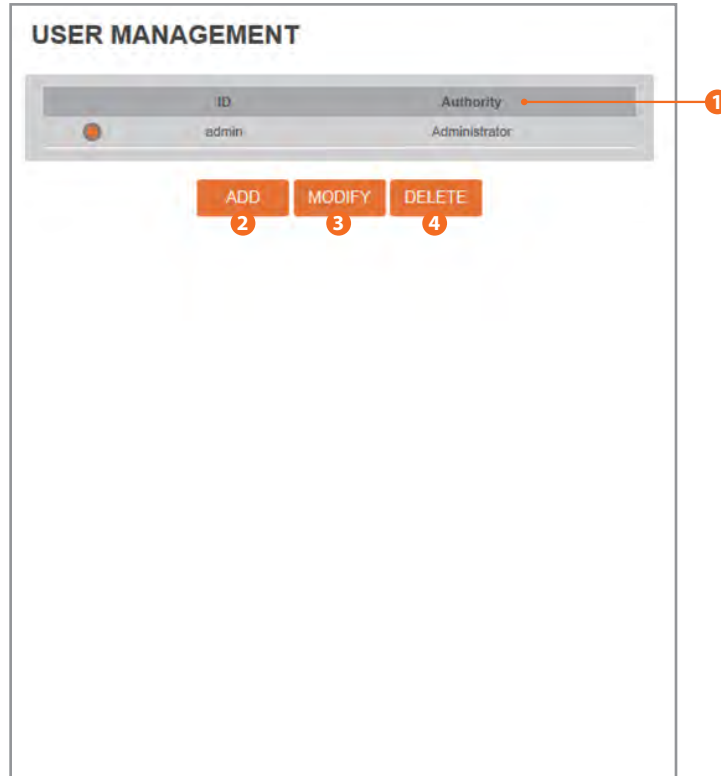 USER MANAGEMENT
ID Authority 1
admin Administrator
ADD MODIFY DELETE
2 3 4